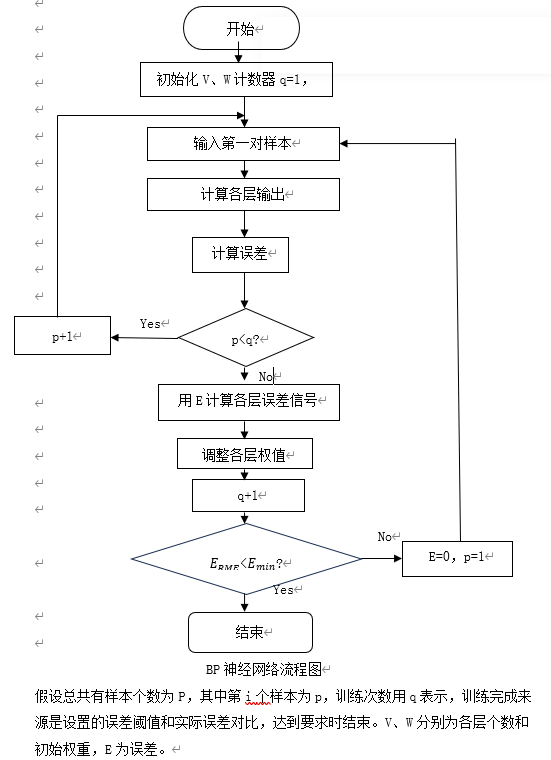 开始
初始化 V、W 计数器 q=1,
输入第一对样本
计算各层输出
计算误差
Yes
p+1
p<q?
No
用 E 计算各层误差信号
调整各层权值
q+1
No
E_RME<E_min?
E=0，p=1
Yes
结束
BP 神经网络流程图
假设总共有样本个数为 P，其中第 i 个样本为 p，训练次数用 q 表示，训练完成来
源是设置的误差阈值和实际误差对比，达到要求时结束。V、W 分别为各层个数和
初始权重，E 为误差。